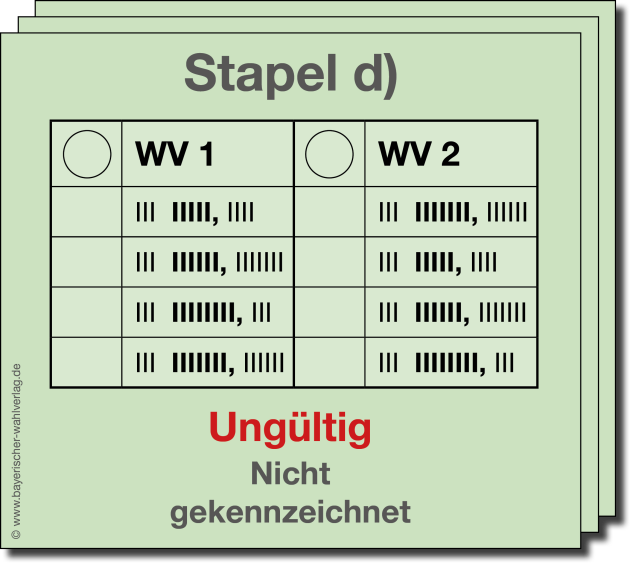 Stapel d)
WV 1 WV 2
Ungültig
Nicht
gekennzeichnet
© www.bayerischer-wahlverlag.de